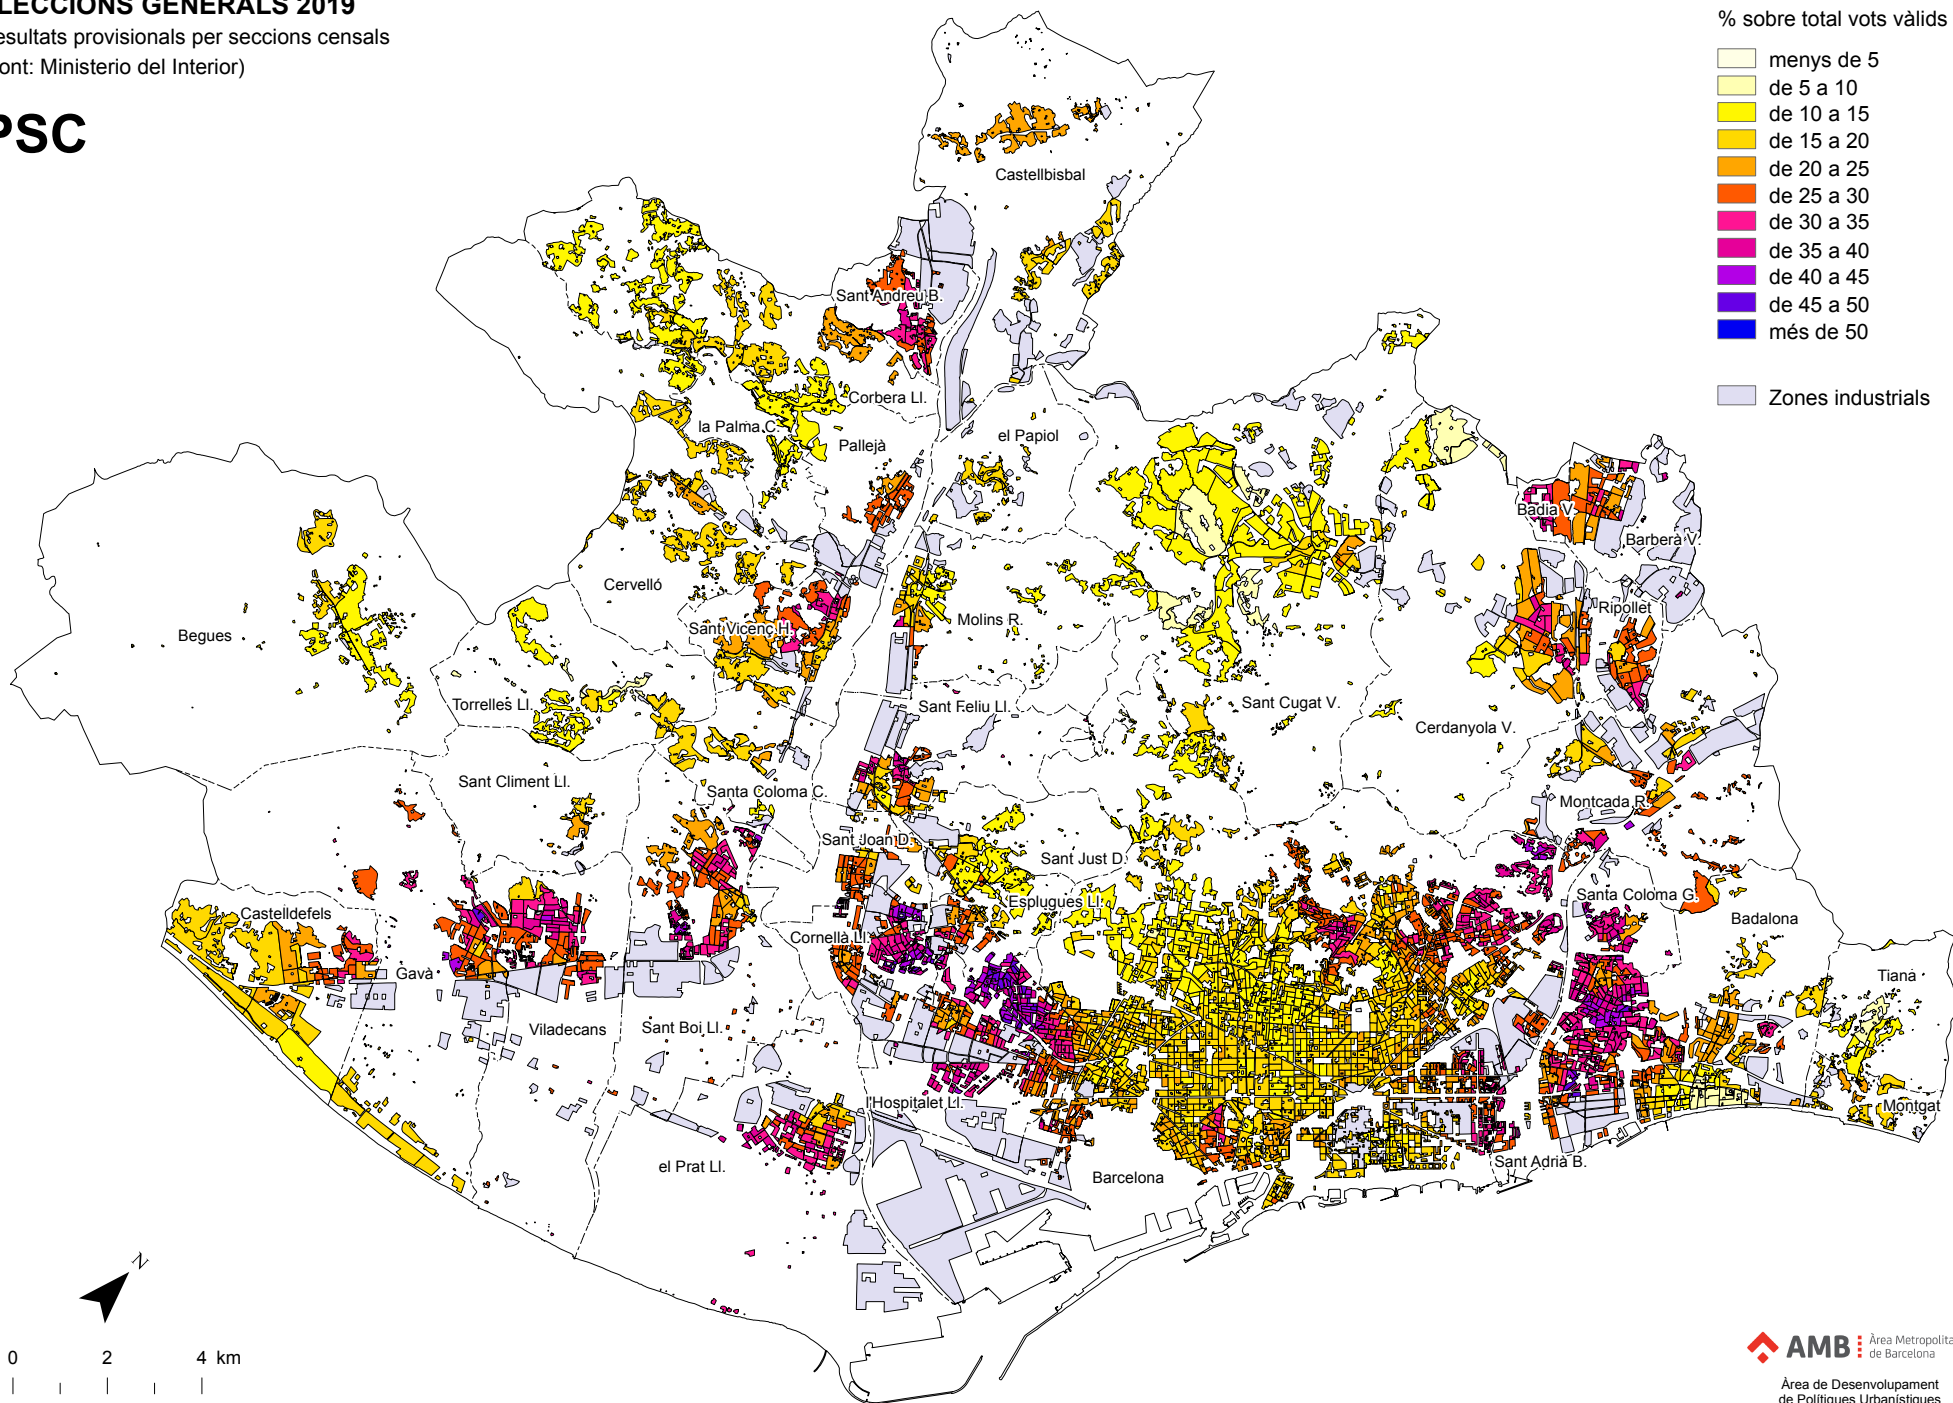 LECCIONS GENERALS 2019
esultats provisionals per seccions censals
ont: Ministerio del Interior)
PSC
% sobre total vots vàlids
menys de 5
de 5 a 10
de 10 a 15
de 15 a 20
de 20 a 25
de 25 a 30
de 30 a 35
de 35 a 40
de 40 a 45
de 45 a 50
més de 50
Zones industrials
Castellbisbal
Sant Andreu B.
Corbera Ll.
la Palma C.
Pallejà
el Papiol
Badia V.
Barberà V.
Cervelló
Ripollet
Begues
Sant Vicenç H.
Molins R.
Torrelles Ll.
Sant Feliu Ll.
Sant Cugat V.
Cerdanyola V.
Sant Climent Ll.
Santa Coloma C.
Montcada R.
Sant Joan D.
Sant Just D.
Santa Coloma G.
Castelldefels
Esplugues Ll.
Badalona
Cornellà Ll.
Gavà
Tiana
Viladecans
Sant Boi Ll.
l'Hospitalet Ll.
Montgat
el Prat Ll.
Barcelona
Sant Adrià B.
N
0 2 4 km
AMB
Àrea Metropolita
de Barcelona
Àrea de Desenvolupament
de Polítiques Urbanístiques